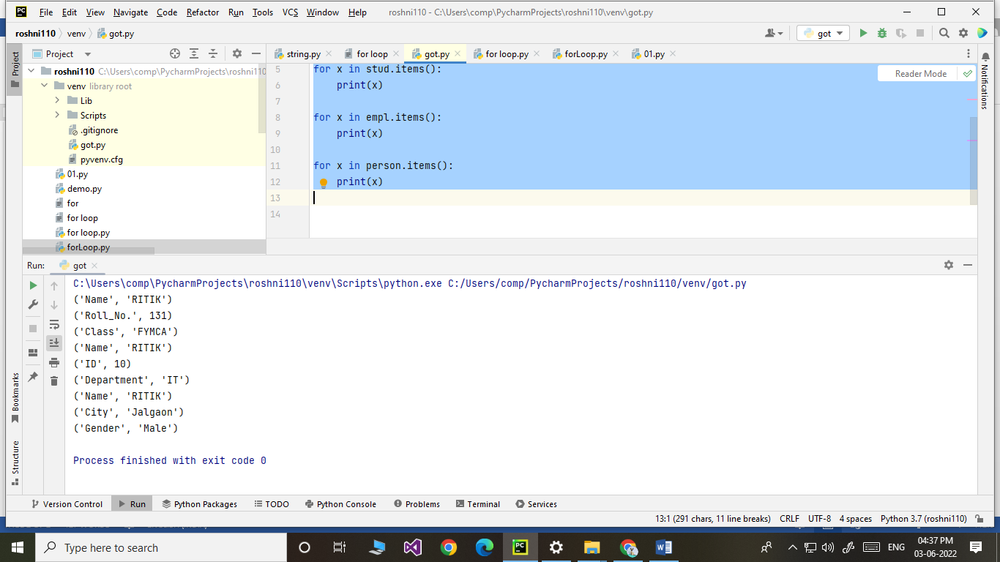 PC File Edit View Navigate Code Refactor Run Tools VCS Window Help roshni110 - C:\Users\comp\PycharmProjects\roshni110\venv\got.py
roshni110 venv got.py got
Project string.py for loop got.py for loop.py forLoop.py 01.py
roshni110 C:\Users\comp\PycharmProjects\roshni110
venv library root
Lib
Scripts
.gitignore
got.py
pyvenv.cfg
01.py
demo.py
for
for loop
for loop.py
forLoop.py
Project
Bookmarks
Structure
5 for x in stud.items():
6 print(x)
7
8 for x in empl.items():
9 print(x)
10
11 for x in person.items():
12 print(x)
13
14
Reader Mode
Notifications
Run: got
C:\Users\comp\PycharmProjects\roshni110\venv\Scripts\python.exe C:/Users/comp/PycharmProjects/roshni110/venv/got.py
('Name', 'RITIK')
('Roll_No.', 131)
('Class', 'FYMCA')
('Name', 'RITIK')
('ID', 10)
('Department', 'IT')
('Name', 'RITIK')
('City', 'Jalgaon')
('Gender', 'Male')
Process finished with exit code 0
Version Control Run Python Packages TODO Python Console Problems Terminal Services
13:1 (291 chars, 11 line breaks) CRLF UTF-8 4 spaces Python 3.7 (roshni110)
Type here to search PC ENG 04:37 PM
03-06-2022